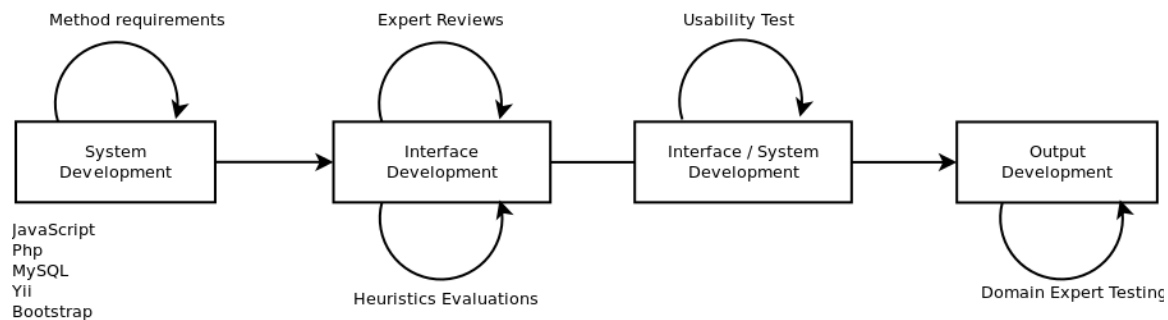 Method requirements
Expert Reviews
Usability Test
System
Development
Interface
Development
Interface / System
Development
Output
Development
JavaScript
Php
MySQL
Yii
Bootstrap
Heuristics Evaluations
Domain Expert Testing